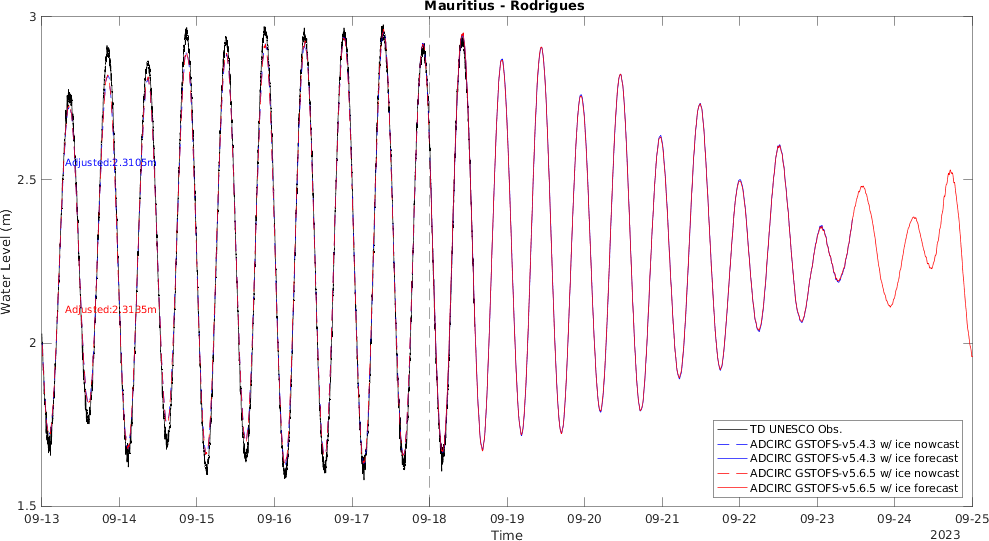 Mauritius - Rodrigues
3
2.5
2
1.5
Water Level (m)
Adjusted:2.3105m
Adjusted:2.3135m
TD UNESCO Obs.
ADCIRC GSTOFS-v5.4.3 w/ ice nowcast
ADCIRC GSTOFS-v5.4.3 w/ ice forecast
ADCIRC GSTOFS-v5.6.5 w/ ice nowcast
ADCIRC GSTOFS-v5.6.5 w/ ice forecast
09-13 09-14 09-15 09-16 09-17 09-18 09-19 09-20 09-21 09-22 09-23 09-24 09-25
Time
2023